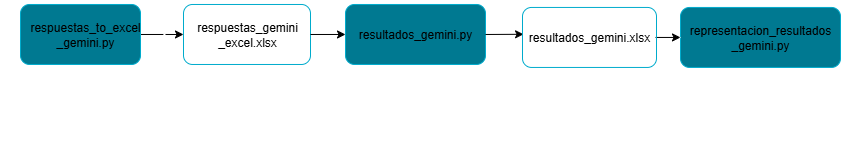 respuestas_to_excel
_gemini.py
respuestas_gemini
_excel.xlsx
resultados_gemini.py
resultados_gemini.xlsx
representacion_resultados
_gemini.py